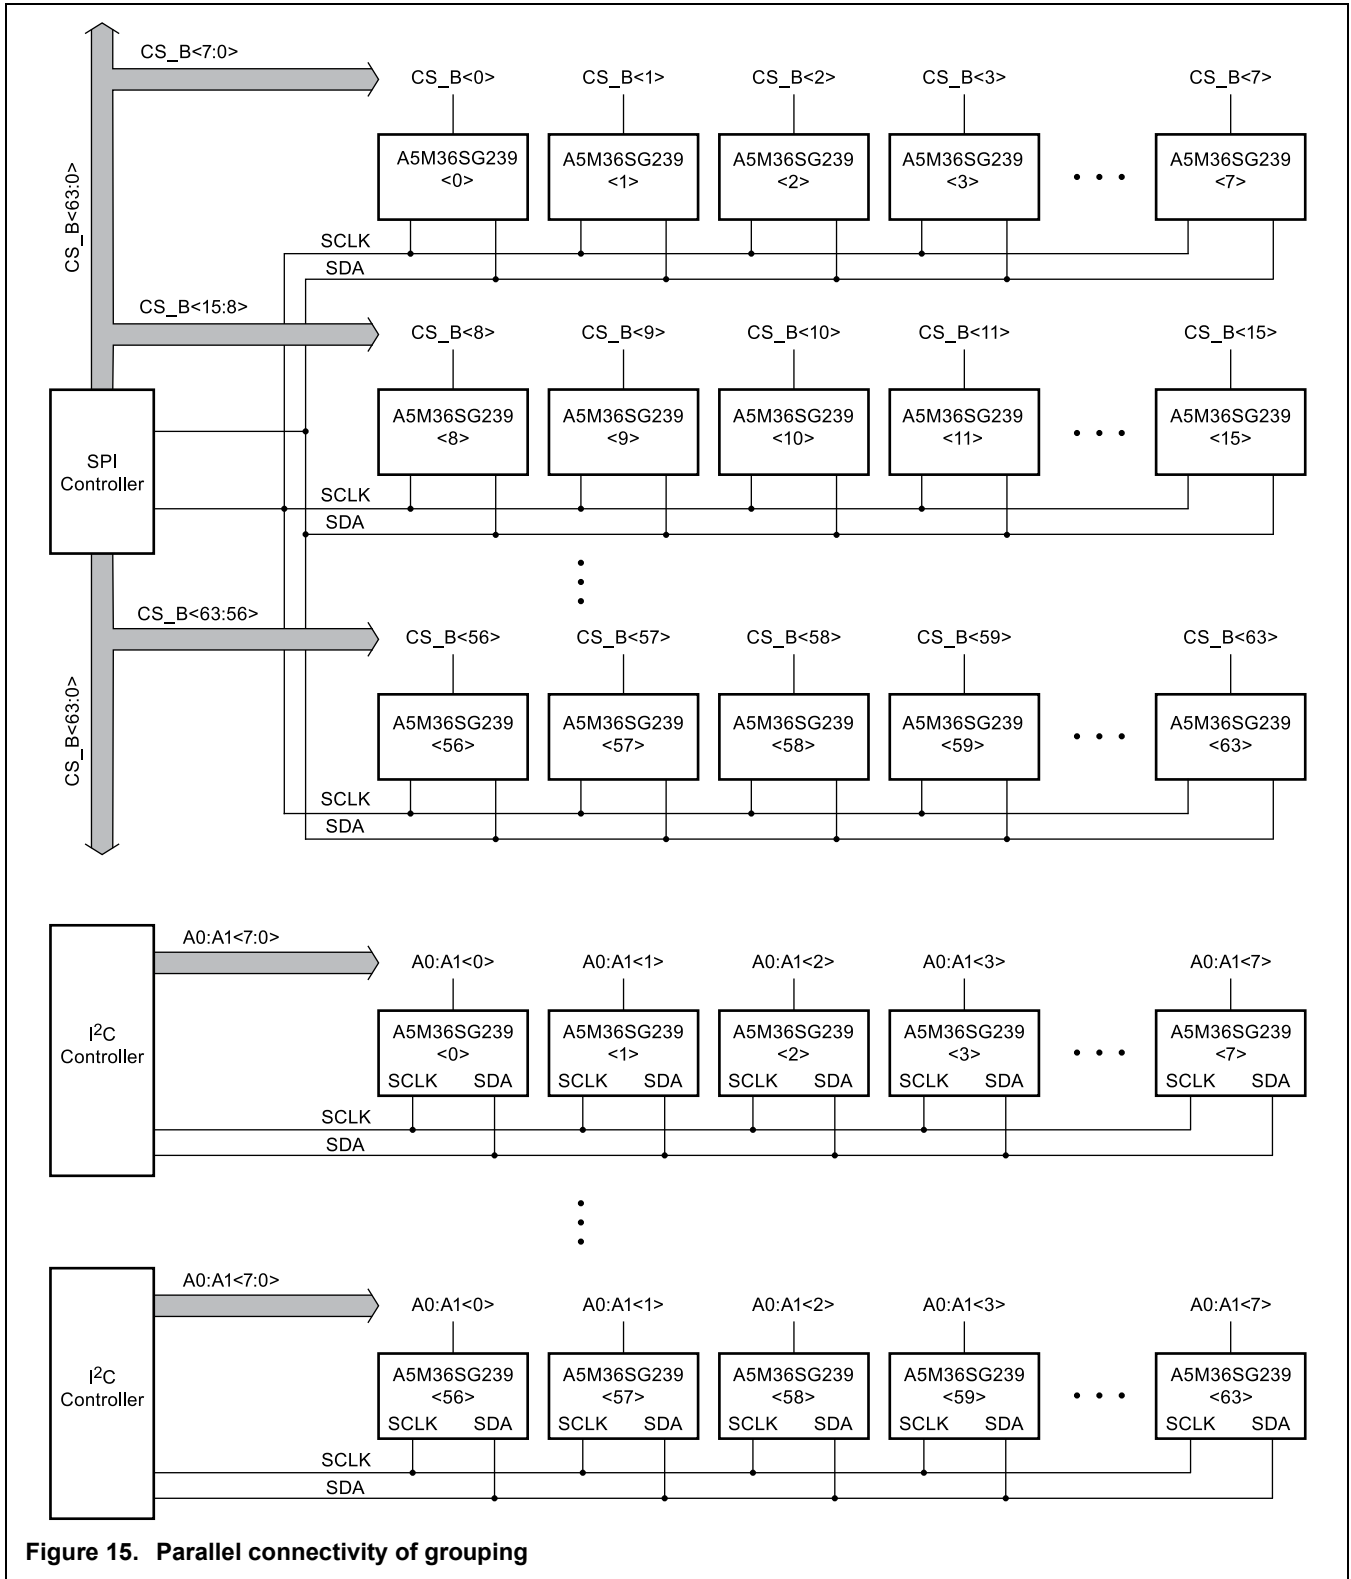 CS_B<7:0>
CS_B<0> CS_B<1> CS_B<2> CS_B<3> CS_B<7>
A5M36SG239 A5M36SG239 A5M36SG239 A5M36SG239 A5M36SG239
<0> <1> <2> <3> • • • <7>
CS_B<63:0>
SCLK
SDA
CS_B<15:8>
CS_B<8> CS_B<9> CS_B<10> CS_B<11> CS_B<15>
A5M36SG239 A5M36SG239 A5M36SG239 A5M36SG239 A5M36SG239
<8> <9> <10> <11> • • • <15>
SPI
Controller
SCLK
SDA
CS_B<63:56>
CS_B<56> CS_B<57> CS_B<58> CS_B<59> CS_B<63>
CS_B<63:0>
A5M36SG239 A5M36SG239 A5M36SG239 A5M36SG239 A5M36SG239
<56> <57> <58> <59> • • • <63>
SCLK
SDA
A0:A1<7:0>
A0:A1<0> A0:A1<1> A0:A1<2> A0:A1<3> A0:A1<7>
I²C
Controller
A5M36SG239 A5M36SG239 A5M36SG239 A5M36SG239 A5M36SG239
<0> <1> <2> <3> • • • <7>
SCLK SDA SCLK SDA SCLK SDA SCLK SDA SCLK SDA
SCLK
SDA
A0:A1<7:0>
A0:A1<0> A0:A1<1> A0:A1<2> A0:A1<3> A0:A1<7>
I²C
Controller
A5M36SG239 A5M36SG239 A5M36SG239 A5M36SG239 A5M36SG239
<56> <57> <58> <59> • • • <63>
SCLK SDA SCLK SDA SCLK SDA SCLK SDA SCLK SDA
SCLK
SDA
Figure 15. Parallel connectivity of grouping